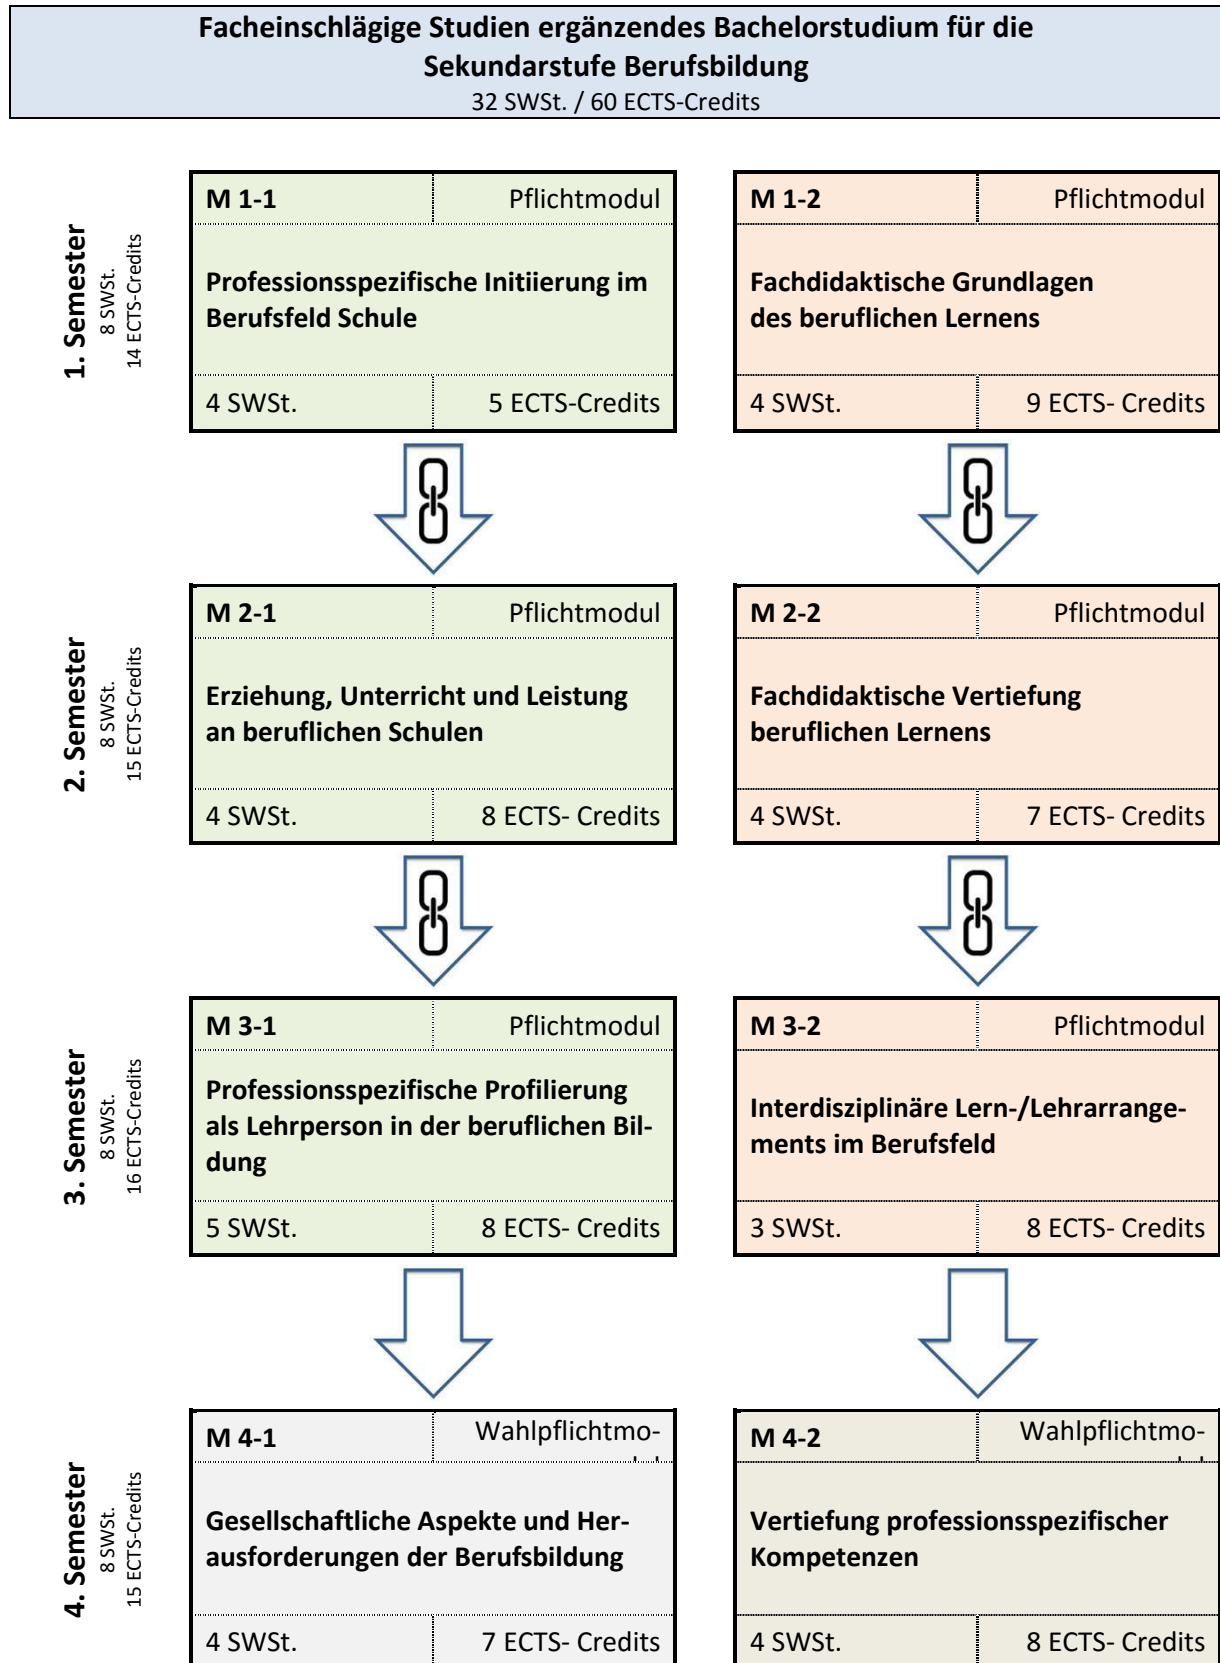 Facheinschlägige Studien ergänzendes Bachelorstudium für die
Sekundarstufe Berufsbildung
32 SWSt. / 60 ECTS-Credits
1. Semester
8 SWSt.
14 ECTS-Credits
M 1-1 Pflichtmodul
Professionsspezifische Initiierung im
Berufsfeld Schule
4 SWSt. 5 ECTS-Credits
M 1-2 Pflichtmodul
Fachdidaktische Grundlagen
des beruflichen Lernens
4 SWSt. 9 ECTS- Credits
2. Semester
8 SWSt.
15 ECTS-Credits
M 2-1 Pflichtmodul
Erziehung, Unterricht und Leistung
an beruflichen Schulen
4 SWSt. 8 ECTS- Credits
M 2-2 Pflichtmodul
Fachdidaktische Vertiefung
beruflichen Lernens
4 SWSt. 7 ECTS- Credits
3. Semester
8 SWSt.
16 ECTS-Credits
M 3-1 Pflichtmodul
Professionsspezifische Profilierung
als Lehrperson in der beruflichen Bil-
dung
5 SWSt. 8 ECTS- Credits
M 3-2 Pflichtmodul
Interdisziplinäre Lern-/Lehrarrange-
ments im Berufsfeld
3 SWSt. 8 ECTS- Credits
4. Semester
8 SWSt.
15 ECTS-Credits
M 4-1 Wahlpflichtmo-
Gesellschaftliche Aspekte und Her-
ausforderungen der Berufsbildung
4 SWSt. 7 ECTS- Credits
M 4-2 Wahlpflichtmo-
Vertiefung professionsspezifischer
Kompetenzen
4 SWSt. 8 ECTS- Credits